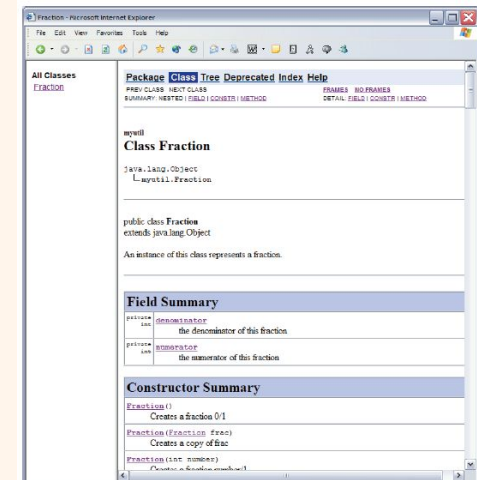 Fraction - Microsoft Internet Explorer
File Edit View Favorites Tools Help
All Classes
Fraction
Package Class Tree Deprecated Index Help
PREV CLASS NEXT CLASS
FRAMES NO FRAMES
SUMMARY: NESTED | FIELD | CONSTR | METHOD
DETAIL: FIELD | CONSTR | METHOD
myutil
Class Fraction
java.lang.Object
myutil.Fraction
public class Fraction
extends java.lang.Object
An instance of this class represents a fraction.
Field Summary
private int
denominator
the denominator of this fraction
private int
numerator
the numerator of this fraction
Constructor Summary
Fraction()
Creates a fraction 0/1
Fraction(Fraction frac)
Creates a copy of frac
Fraction(int number)
Creates a fraction number/1